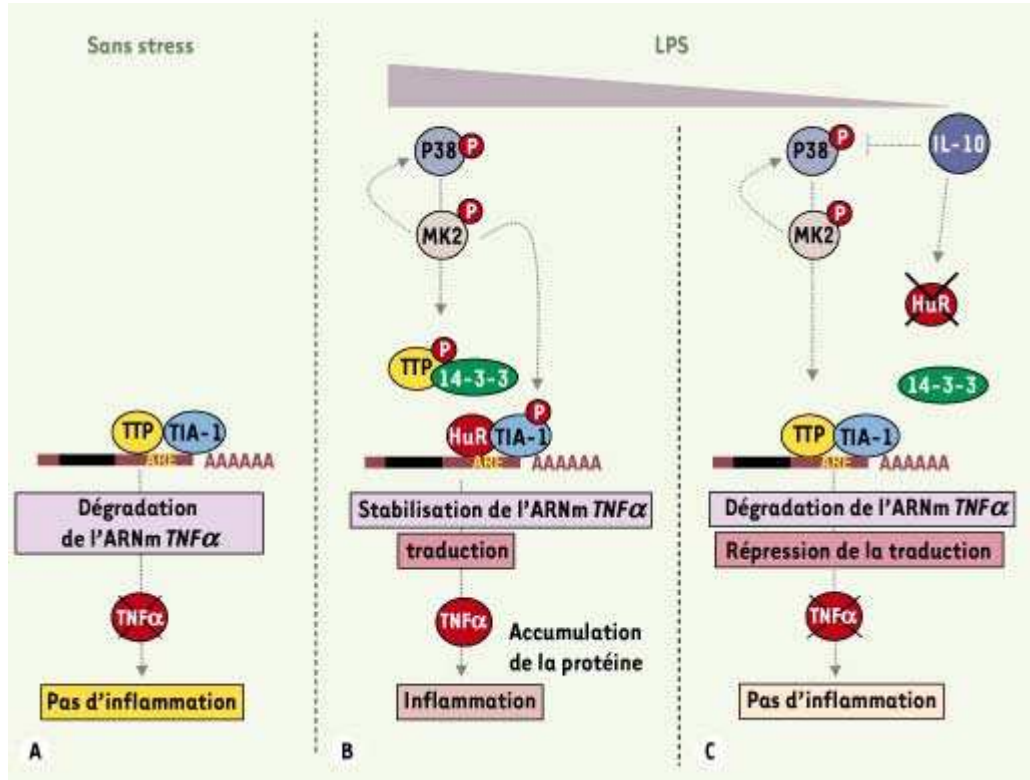 Sans stress
LPS
P38
P
MK2
P
TTP
P
14-3-3
HuR
TIA-1
P
ARE
AAAAAA
Stabilisation de l'ARNm TNFα
traduction
TNFα
Accumulation
de la protéine
Inflammation
B
TTP
TIA-1
ARE
AAAAAA
Dégradation
de l'ARNm TNFα
TNFα
Pas d'inflammation
A
P38
P
IL-10
MK2
P
HuR
14-3-3
TTP
TIA-1
ARE
AAAAAA
Dégradation de l'ARNm TNFα
Répression de la traduction
TNFα
Pas d'inflammation
C